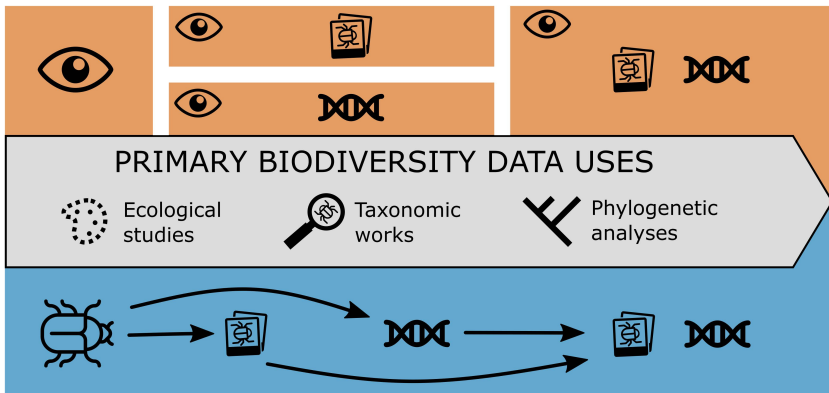 PRIMARY BIODIVERSITY DATA USES
Ecological
studies
Taxonomic
works
Phylogenetic
analyses